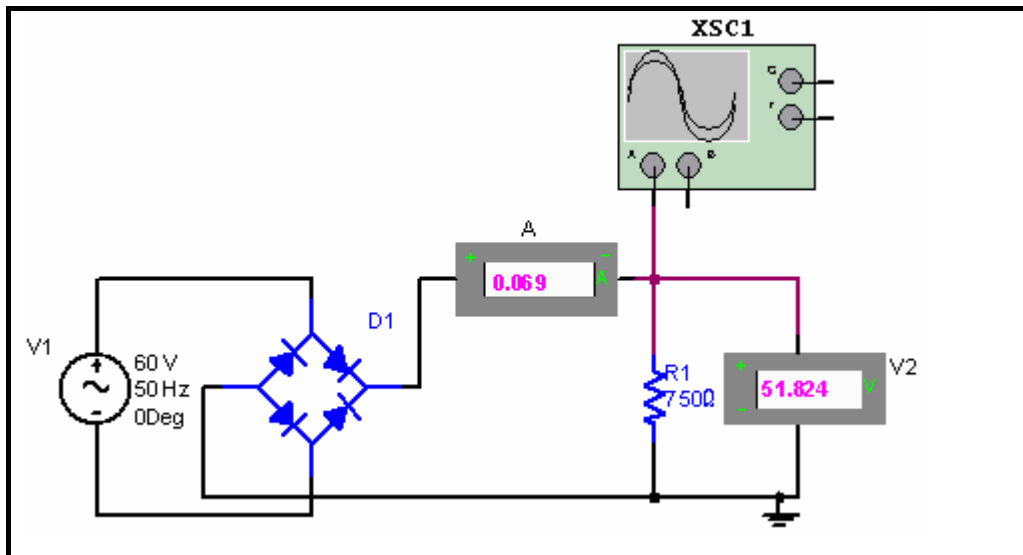 XSC1
G
T
A B
A
+ -
0.069 A
D1
V1
+
-
60 V
50 Hz
0Deg
R1
750Ω
V2
+
-
51.824 V